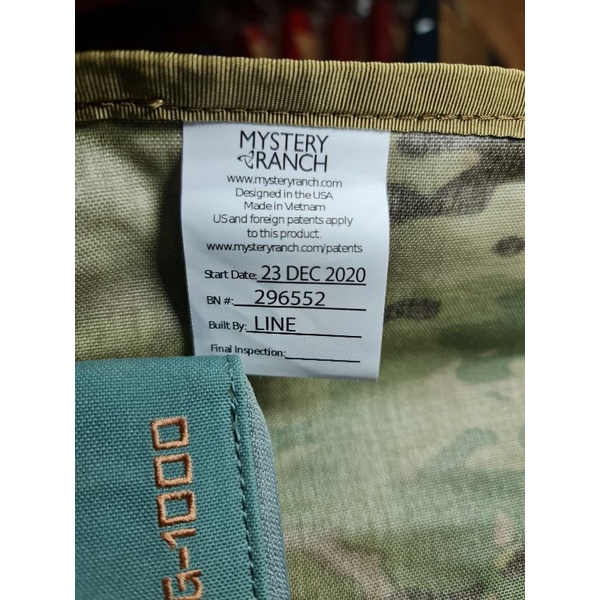 MYSTERY
RANCH
www.mysteryranch.com
Designed in the USA
Made in Vietnam
US and foreign patents apply
to this product.
www.mysteryranch.com/patents
Start Date: 23 DEC 2020
BN #: 296552
Built By: LINE
Final Inspection:
G-1000